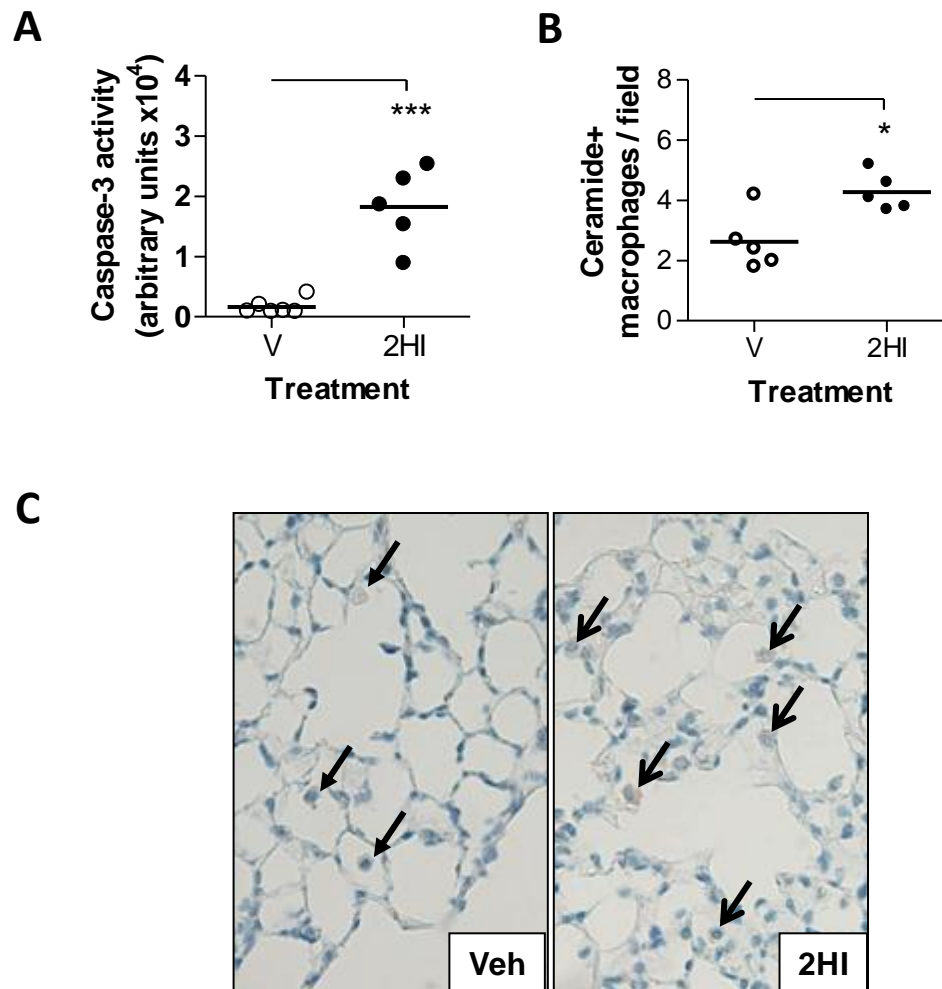 A
Caspase-3 activity
(arbitrary units x10⁴)
4
3
2
1
0
***
V
2HI
Treatment
B
Ceramide+
macrophages / field
8
6
4
2
0
*
V
2HI
Treatment
C
Veh
2HI